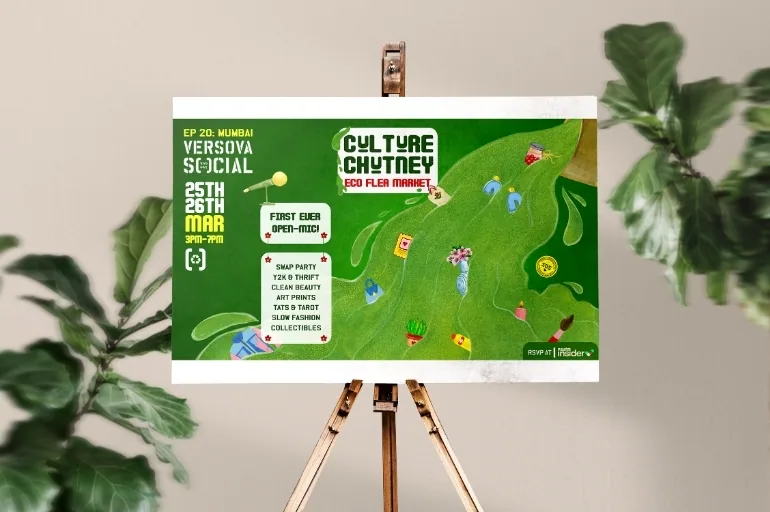 EP 20: MUMBAI
VERSOVA
SOCIAL
25TH
26TH
MAR
3PM-7PM
CULTURE
CHUTNEY
ECO FLEA MARKET
FIRST EVER
OPEN-MIC!
SWAP PARTY
Y2K & THRIFT
CLEAN BEAUTY
ART PRINTS
TATS & TAROT
SLOW FASHION
COLLECTIBLES
RSVP AT
insider